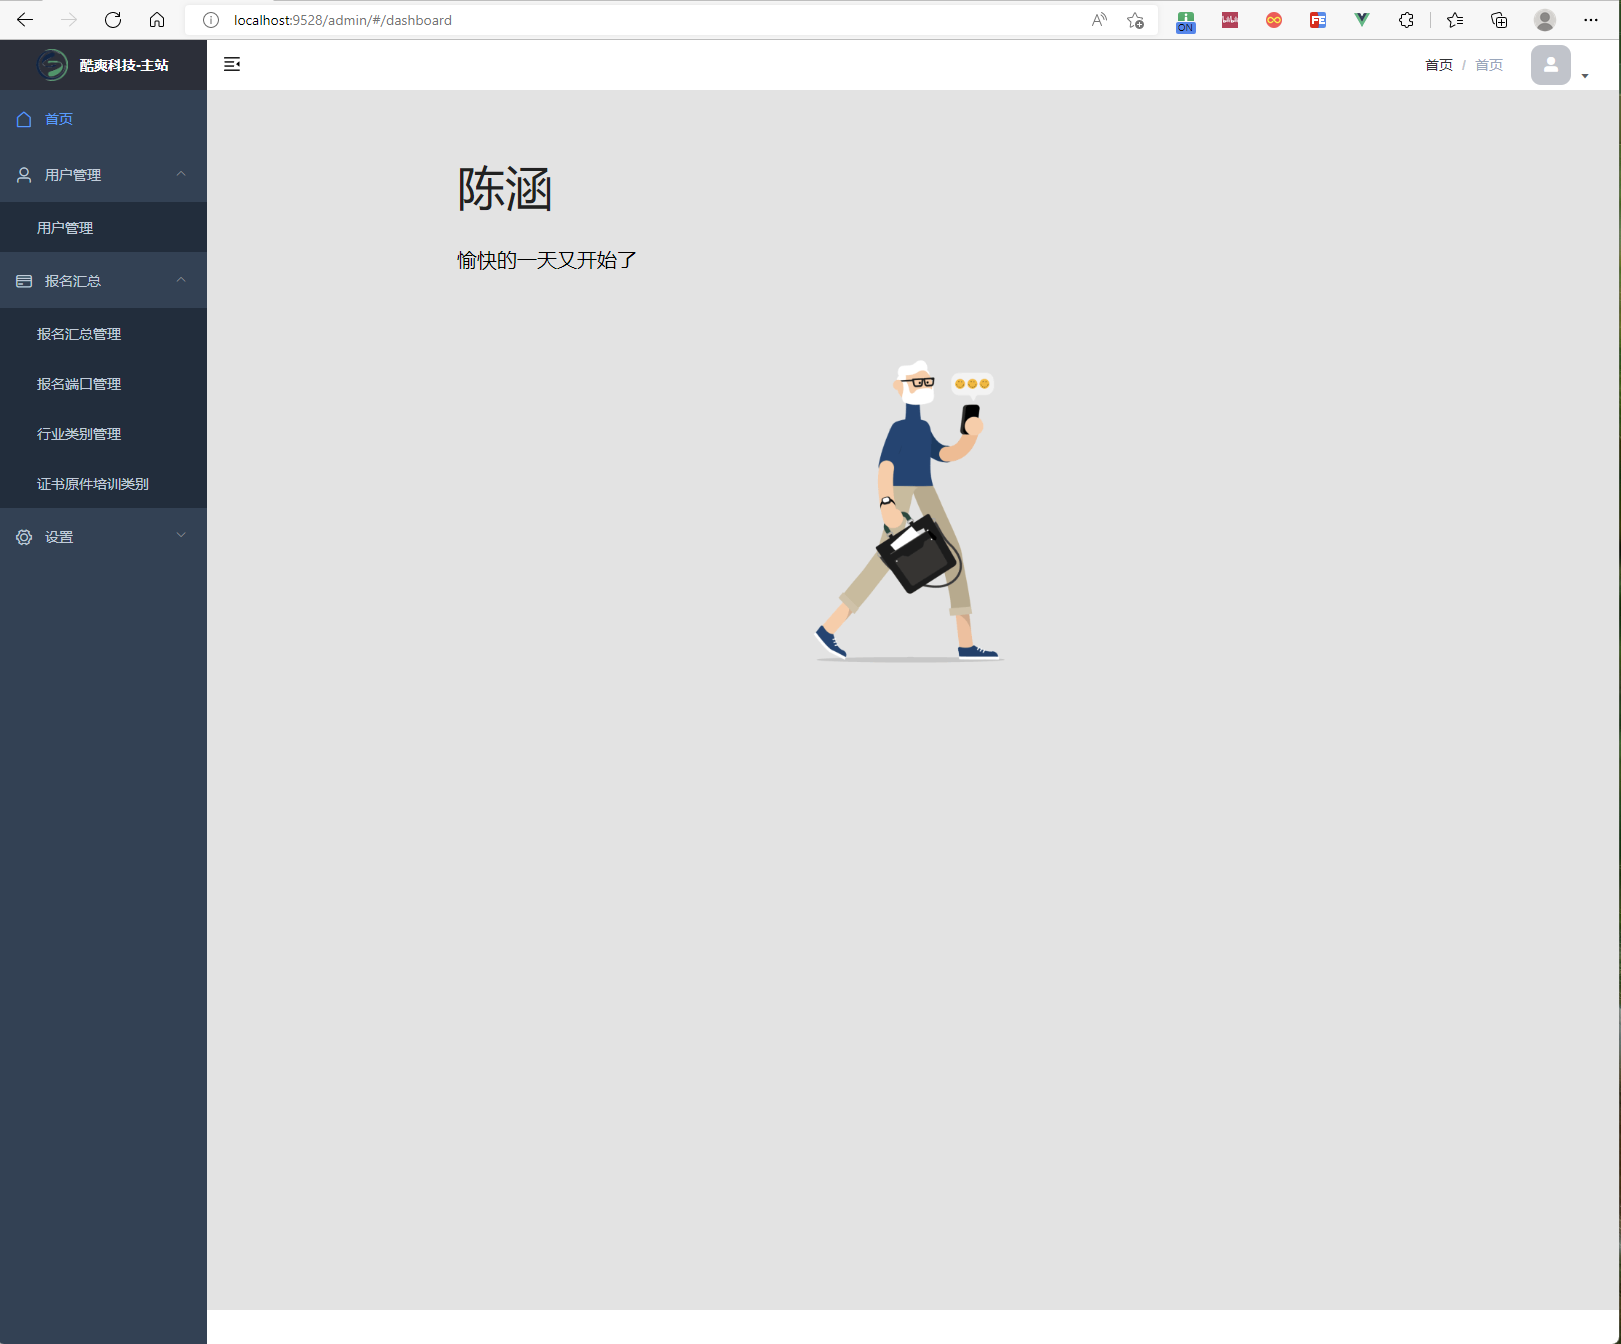 localhost:9528/admin/#/dashboard
ON
FE
酷爽科技-主站
首页 / 首页
首页
用户管理
用户管理
报名汇总
报名汇总管理
报名端口管理
行业类别管理
证书原件培训类别
设置
陈涵
愉快的一天又开始了